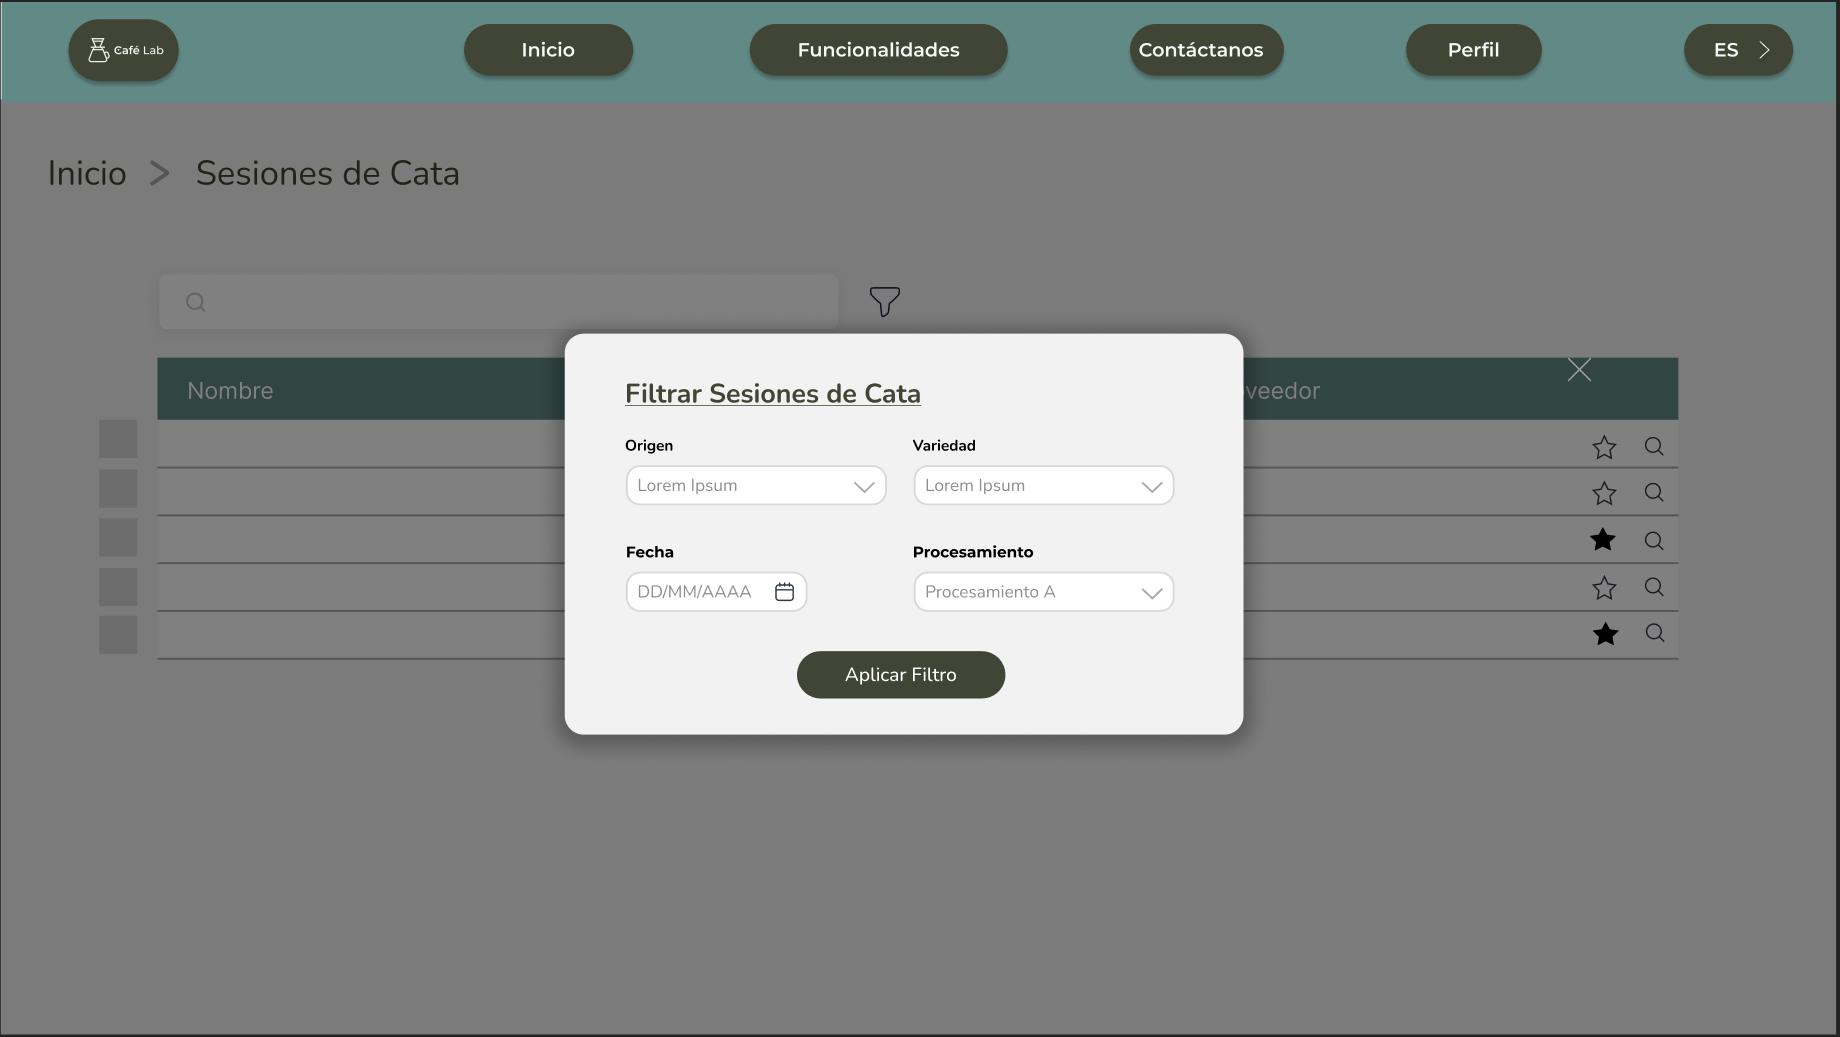 Café Lab
Inicio
Funcionalidades
Contáctanos
Perfil
ES
Inicio > Sesiones de Cata
Nombre
veedor
Filtrar Sesiones de Cata
Origen
Variedad
Lorem Ipsum
Lorem Ipsum
Fecha
Procesamiento
DD/MM/AAAA
Procesamiento A
Aplicar Filtro